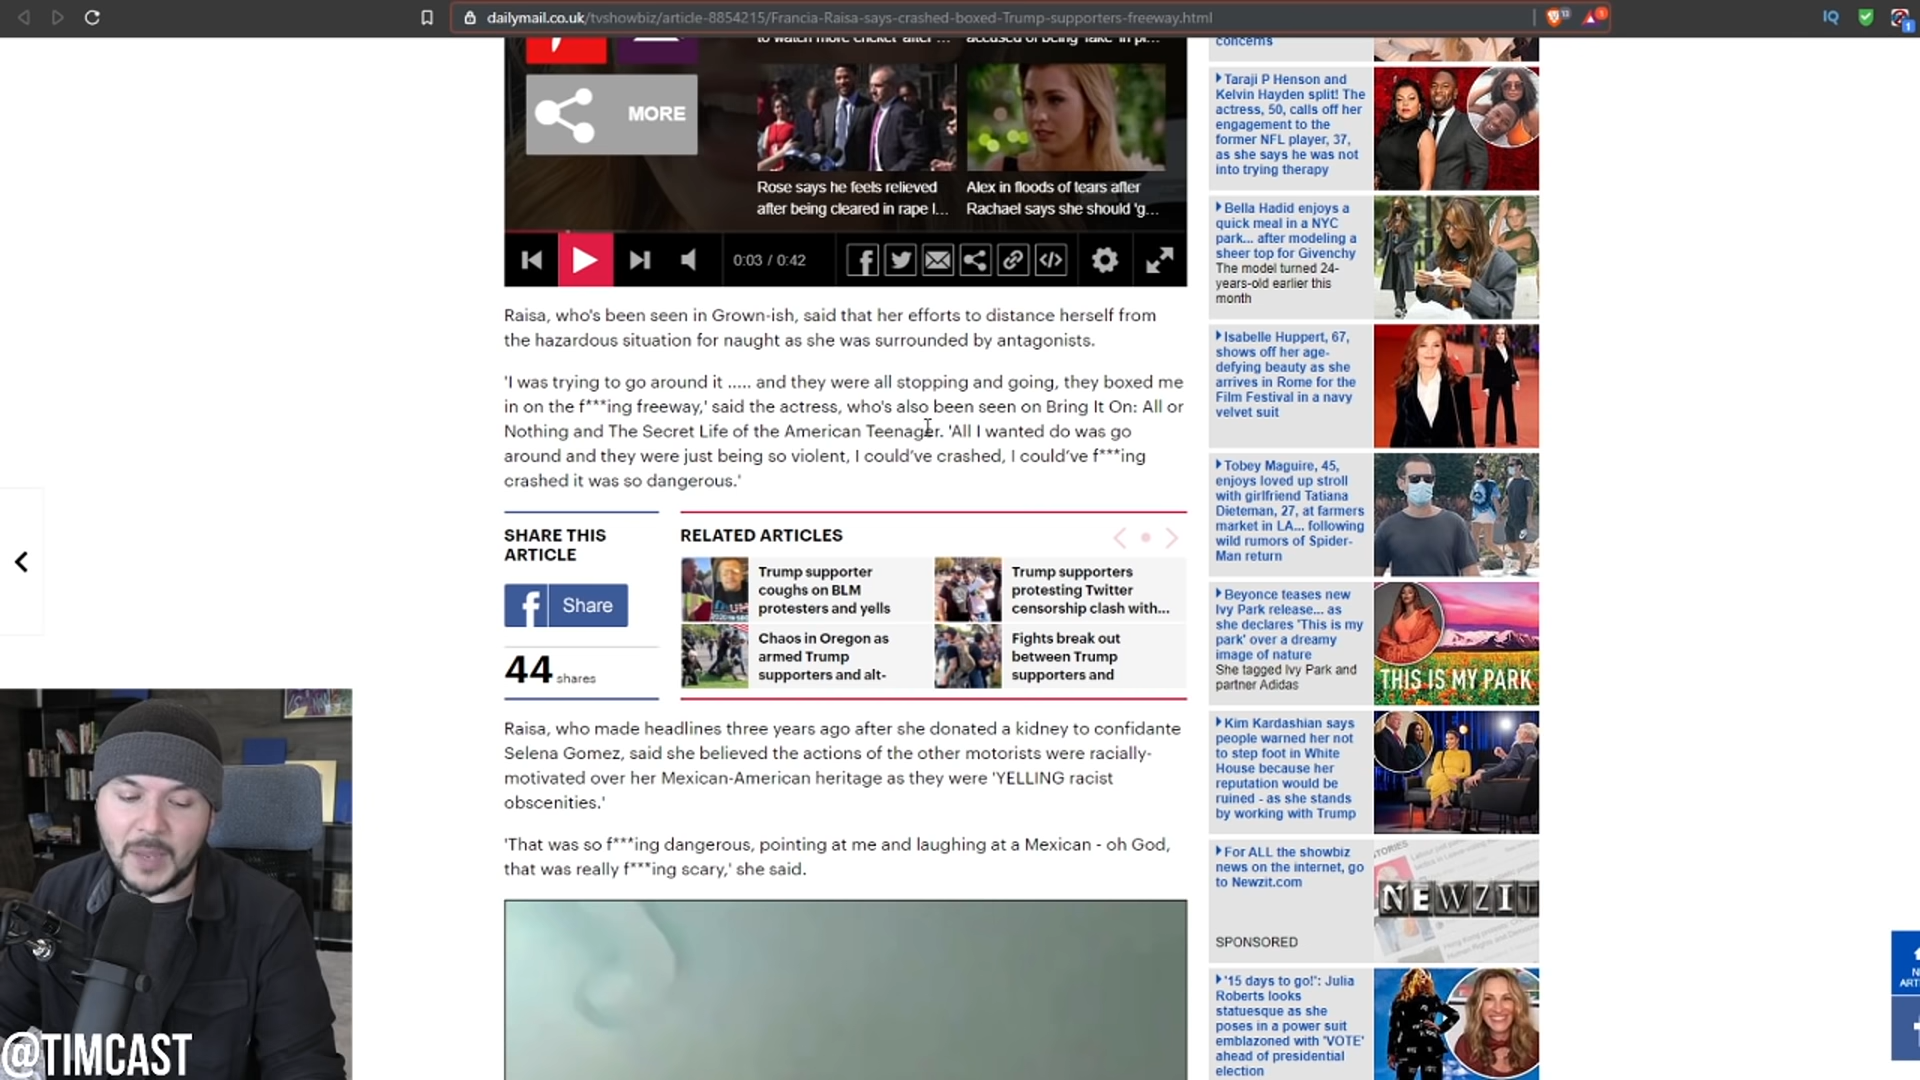 dailymail.co.uk/tvshowbiz/article-8854215/Francia-Raisa-says-crashed-boxed-Trump-supporters-freeway.html
IQ
to watch more cricket after ...
accused of being 'fake' in pi...
MORE
Rose says he feels relieved
after being cleared in rape l...
Alex in floods of tears after
Rachael says she should 'g...
0:03 / 0:42
Raisa, who's been seen in Grown-ish, said that her efforts to distance herself from
the hazardous situation for naught as she was surrounded by antagonists.
'I was trying to go around it ..... and they were all stopping and going, they boxed me
in on the f***ing freeway,' said the actress, who's also been seen on Bring It On: All or
Nothing and The Secret Life of the American Teenager. 'All I wanted do was go
around and they were just being so violent, I could've crashed, I could've f***ing
crashed it was so dangerous.'
SHARE THIS
ARTICLE
Share
44 shares
RELATED ARTICLES
Trump supporter
coughs on BLM
protesters and yells
Trump supporters
protesting Twitter
censorship clash with...
Chaos in Oregon as
armed Trump
supporters and alt-
Fights break out
between Trump
supporters and
Raisa, who made headlines three years ago after she donated a kidney to confidante
Selena Gomez, said she believed the actions of the other motorists were racially-
motivated over her Mexican-American heritage as they were 'YELLING racist
obscenities.'
'That was so f***ing dangerous, pointing at me and laughing at a Mexican - oh God,
that was really f***ing scary,' she said.
concerns
Taraji P Henson and
Kelvin Hayden split! The
actress, 50, calls off her
engagement to the
former NFL player, 37,
as she says he was not
into trying therapy
Bella Hadid enjoys a
quick meal in a NYC
park... after modeling a
sheer top for Givenchy
The model turned 24-
years-old earlier this
month
Isabelle Huppert, 67,
shows off her age-
defying beauty as she
arrives in Rome for the
Film Festival in a navy
velvet suit
Tobey Maguire, 45,
enjoys loved up stroll
with girlfriend Tatiana
Dieteman, 27, at farmers
market in LA... following
wild rumors of Spider-
Man return
Beyonce teases new
Ivy Park release... as
she declares 'This is my
park' over a dreamy
image of nature
She tagged Ivy Park and
partner Adidas
THIS IS MY PARK
Kim Kardashian says
people warned her not
to step foot in White
House because her
reputation would be
ruined - as she stands
by working with Trump
For ALL the showbiz
news on the internet, go
to Newzit.com
SPONSORED
NEWZIT
'15 days to go!': Julia
Roberts looks
statuesque as she
poses in a power suit
emblazoned with 'VOTE'
ahead of presidential
election
@TIMCAST